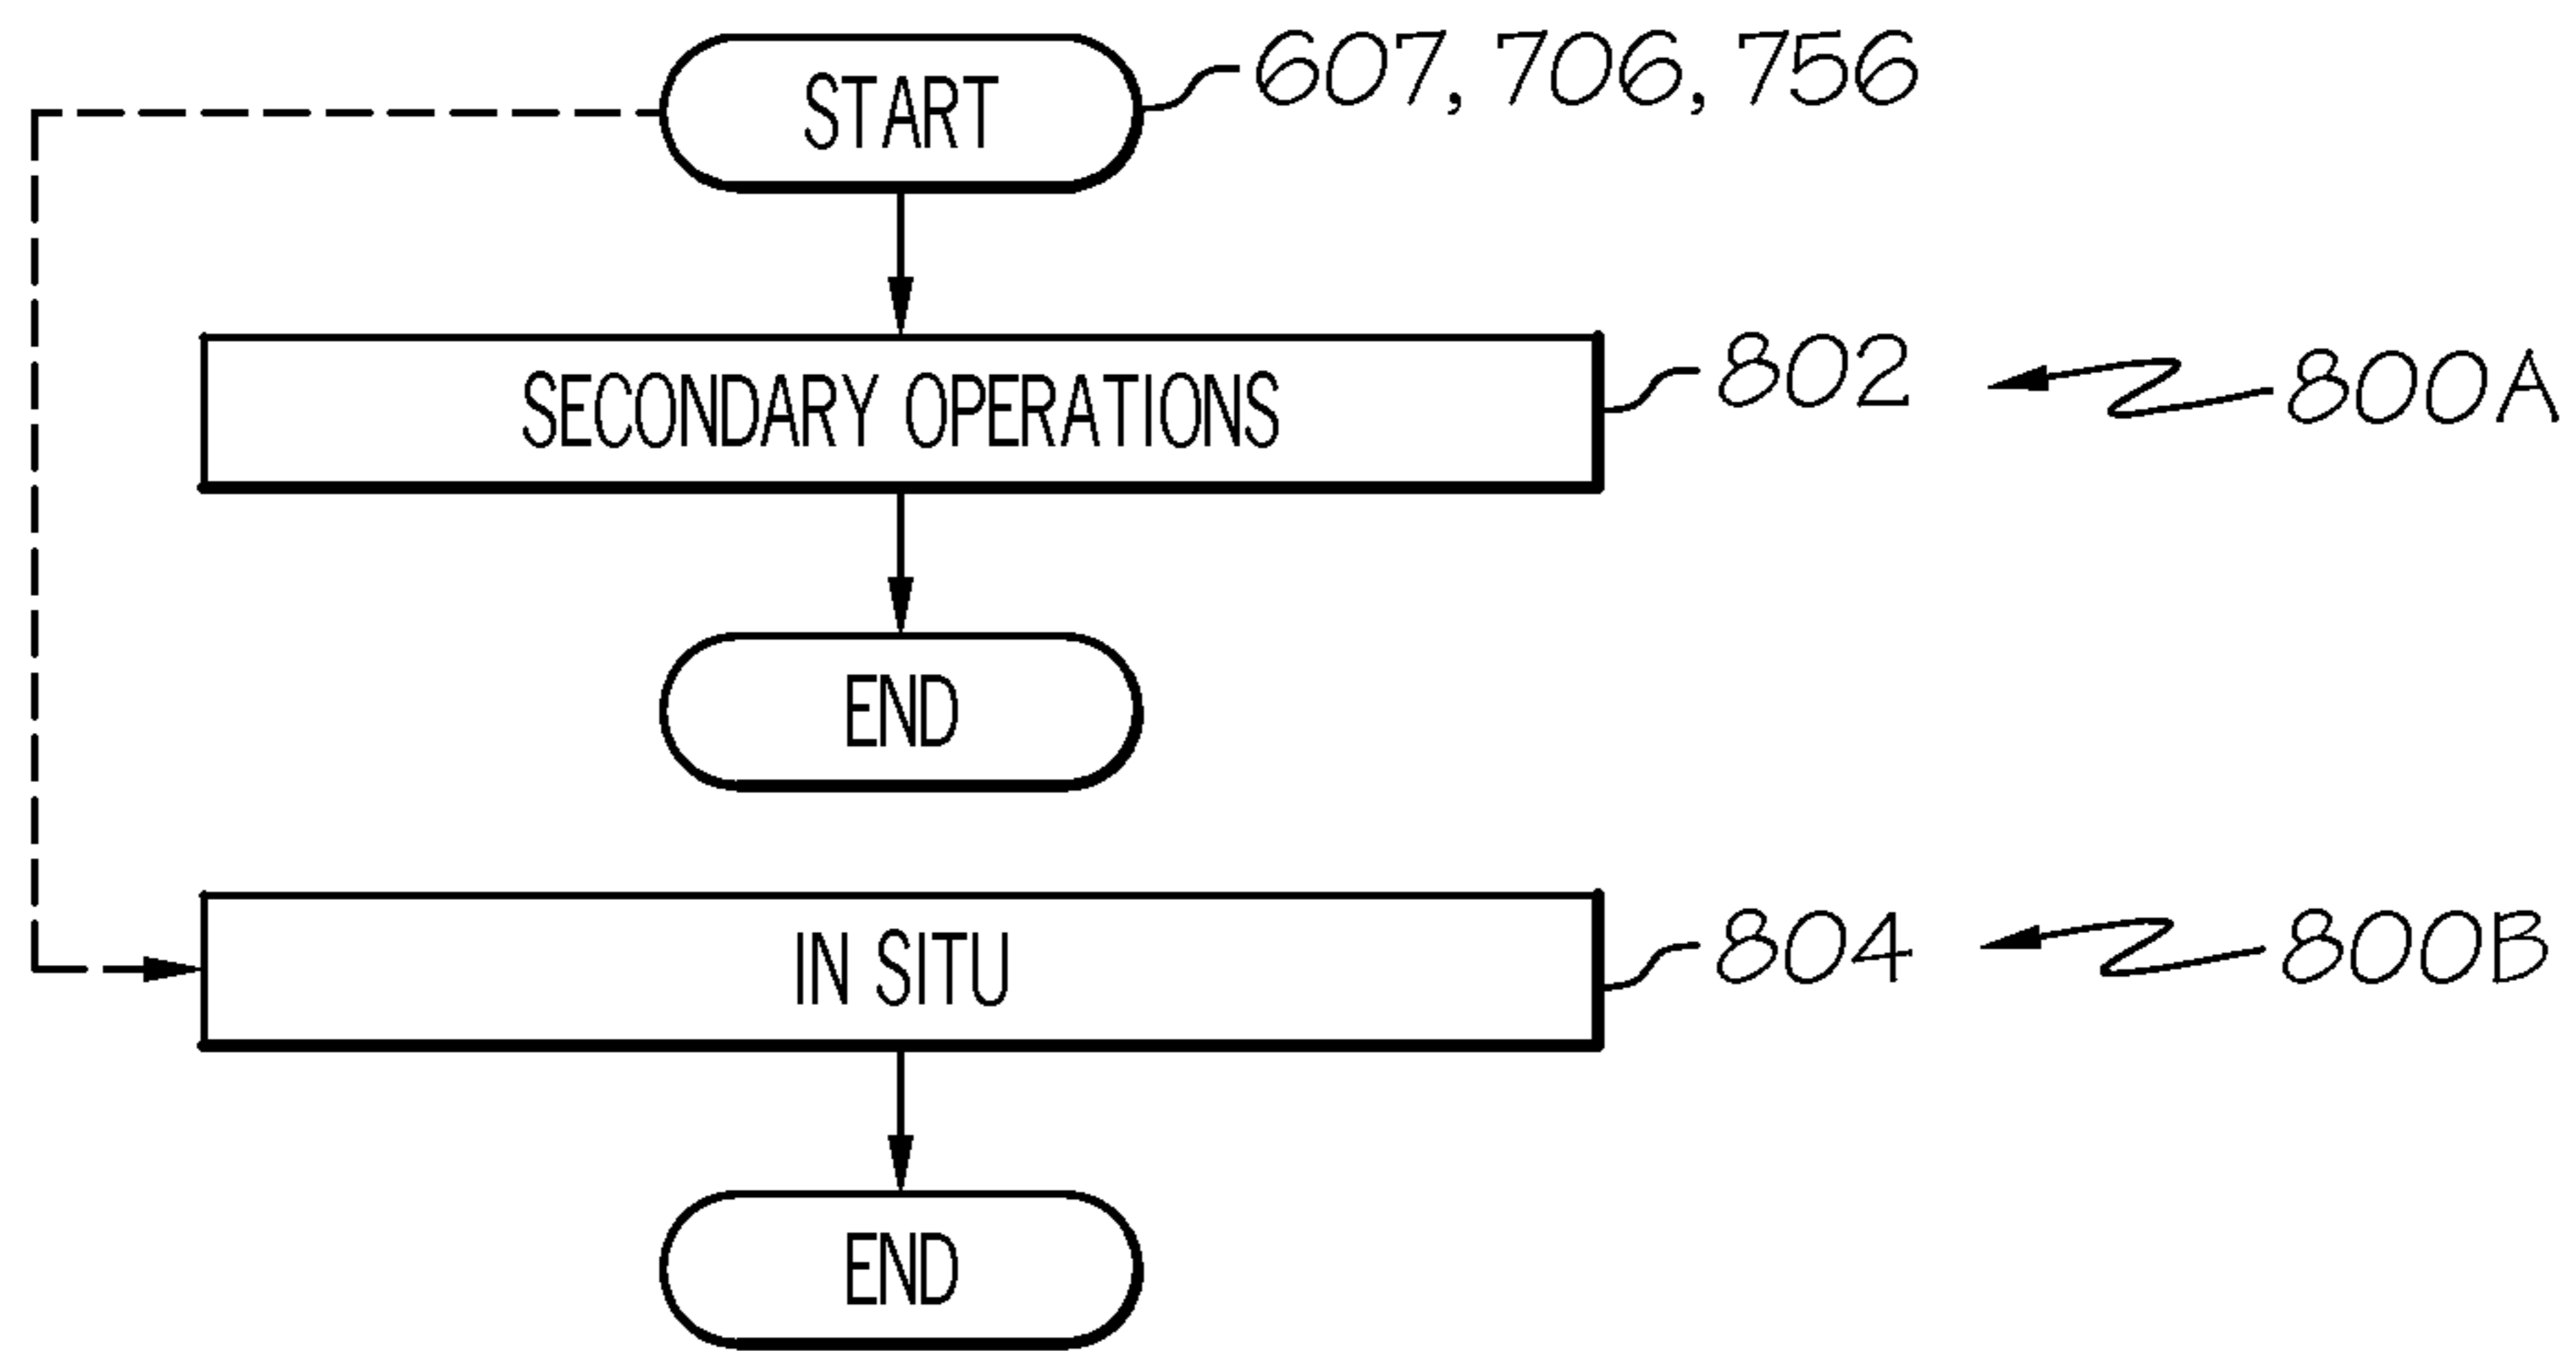 START 607, 706, 756
SECONDARY OPERATIONS 802 800A
END
IN SITU 804 800B
END